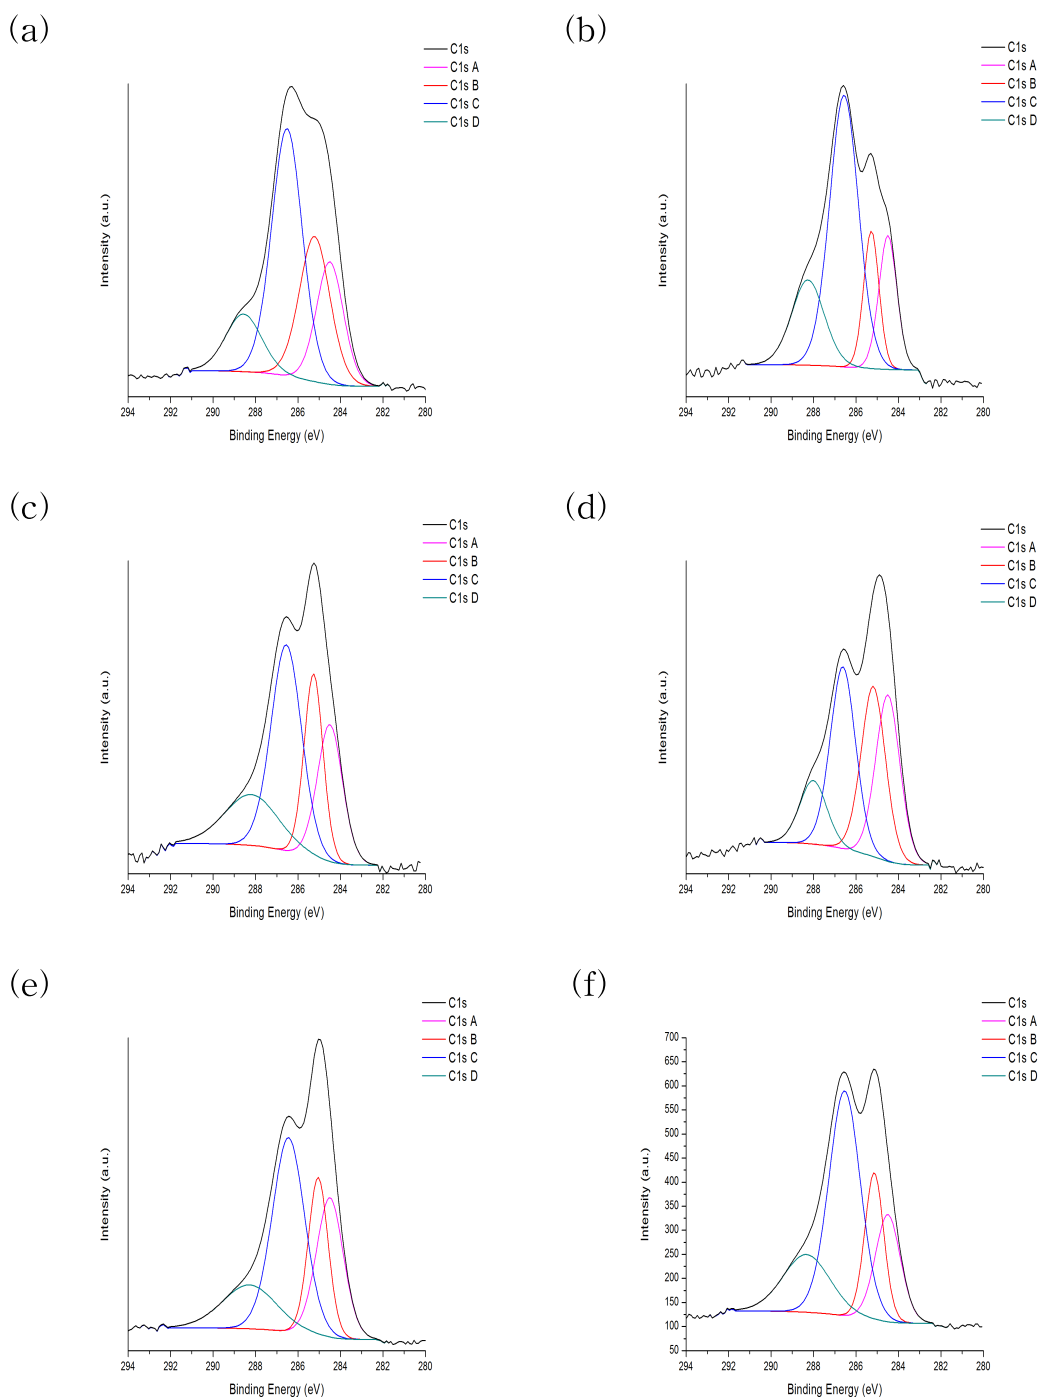 (a)
C1s
C1s A
C1s B
C1s C
C1s D
Intensity (a.u.)
294 292 290 288 286 284 282 280
Binding Energy (eV)
(b)
C1s
C1s A
C1s B
C1s C
C1s D
Intensity (a.u.)
294 292 290 288 286 284 282 280
Binding Energy (eV)
(c)
C1s
C1s A
C1s B
C1s C
C1s D
Intensity (a.u.)
294 292 290 288 286 284 282 280
Binding Energy (eV)
(d)
C1s
C1s A
C1s B
C1s C
C1s D
Intensity (a.u.)
294 292 290 288 286 284 282 280
Binding Energy (eV)
(e)
C1s
C1s A
C1s B
C1s C
C1s D
Intensity (a.u.)
294 292 290 288 286 284 282 280
Binding Energy (eV)
(f)
C1s
C1s A
C1s B
C1s C
C1s D
700
650
600
550
500
450
400
350
300
250
200
150
100
50
Intensity (a.u.)
294 292 290 288 286 284 282 280
Binding Energy (eV)